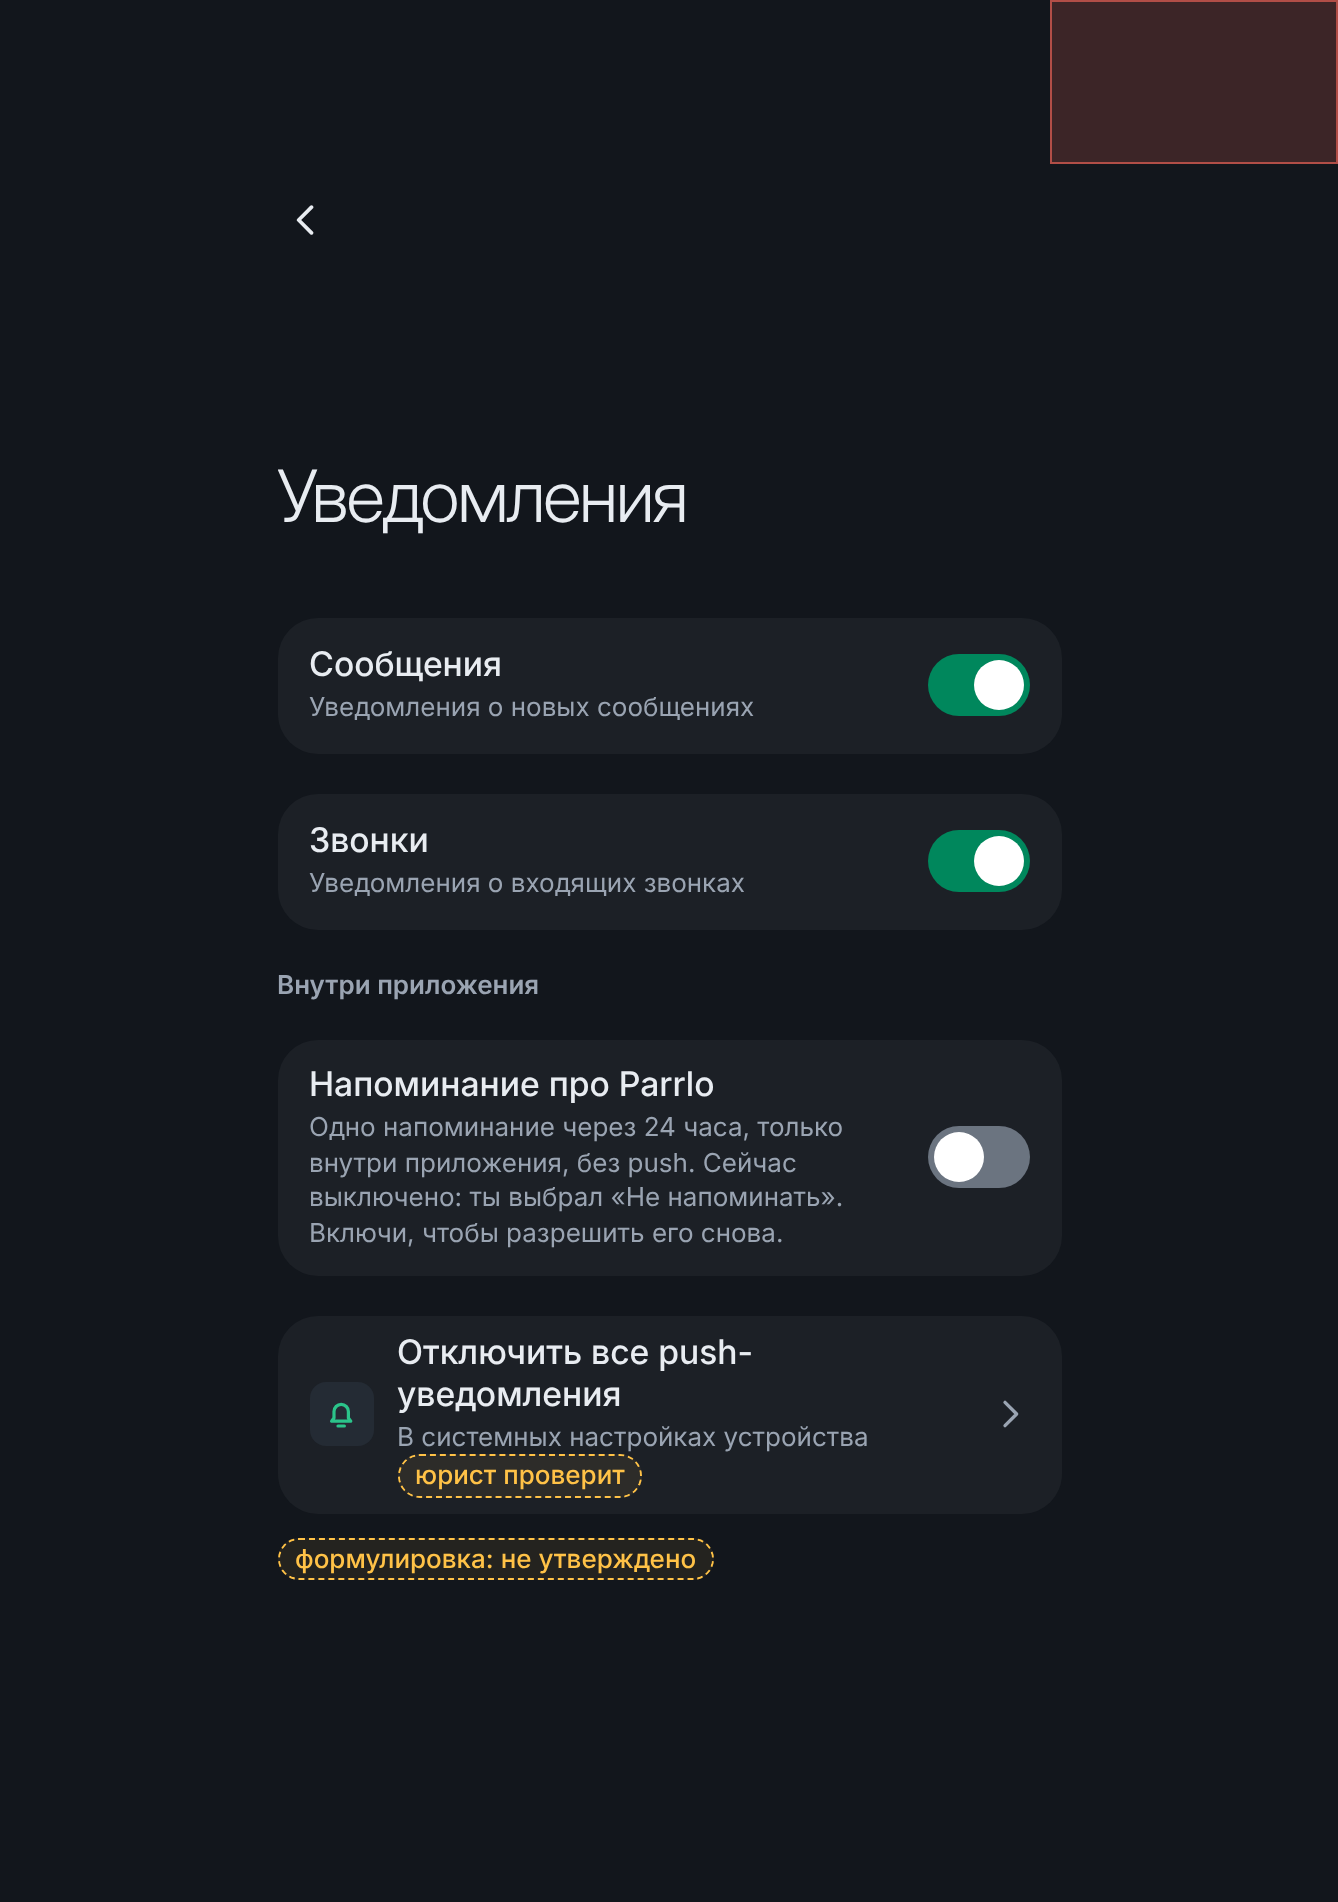 Уведомления
Сообщения
Уведомления о новых сообщениях
Звонки
Уведомления о входящих звонках
Внутри приложения
Напоминание про Parrlo
Одно напоминание через 24 часа, только
внутри приложения, без push. Сейчас
выключено: ты выбрал «Не напоминать».
Включи, чтобы разрешить его снова.
Отключить все push-
уведомления
В системных настройках устройства
юрист проверит
формулировка: не утверждено